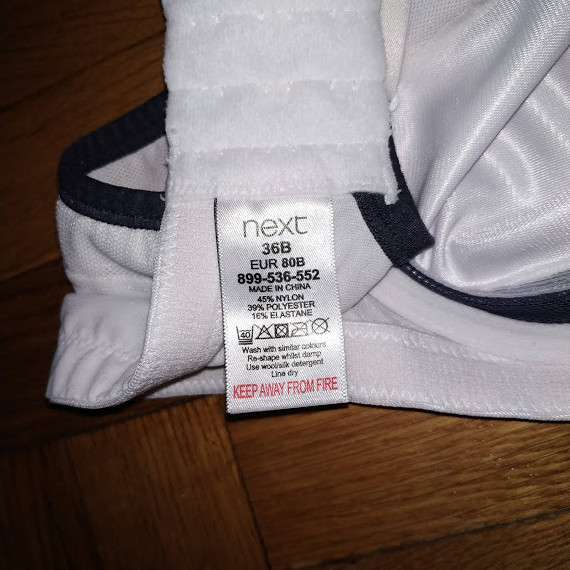 next
36B
EUR 80B
899-536-552
MADE IN CHINA
45% NYLON
39% POLYESTER
16% ELASTANE
40
Wash with similar colours
Re-shape whilst damp
Use wool/silk detergent
Line dry
KEEP AWAY FROM FIRE